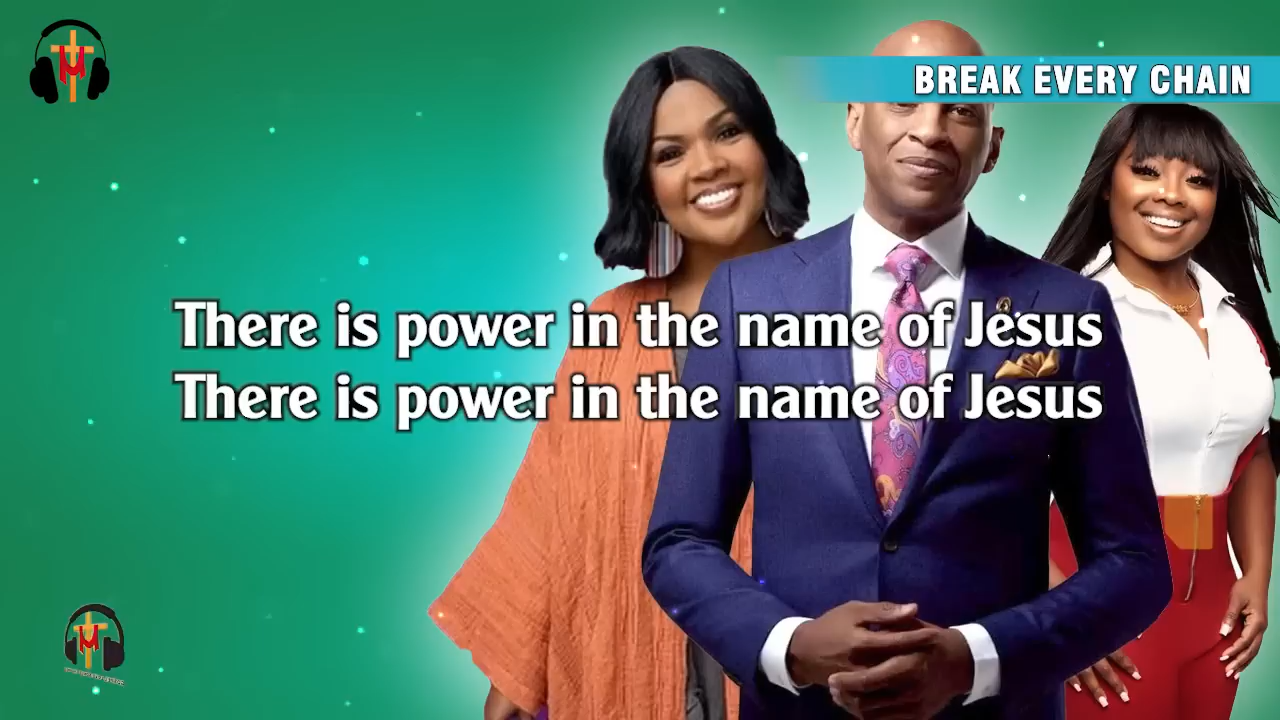 BREAK EVERY CHAIN
There is power in the name of Jesus
There is power in the name of Jesus